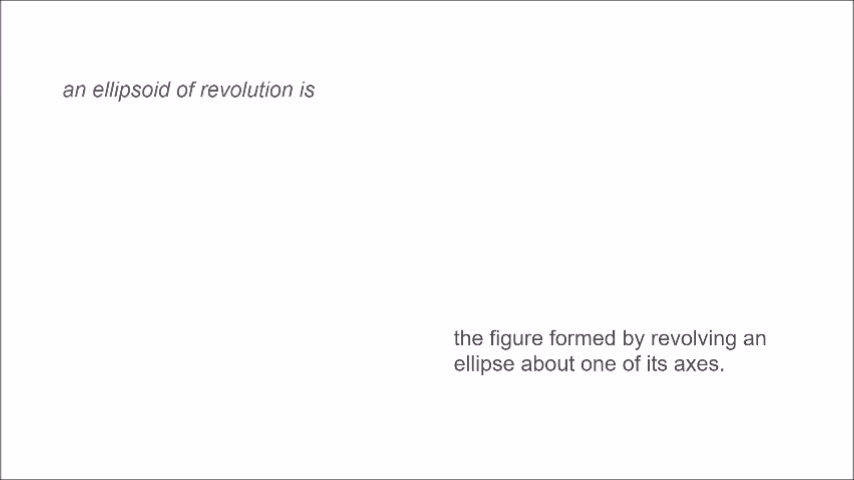 an ellipsoid of revolution is
the figure formed by revolving an
ellipse about one of its axes.